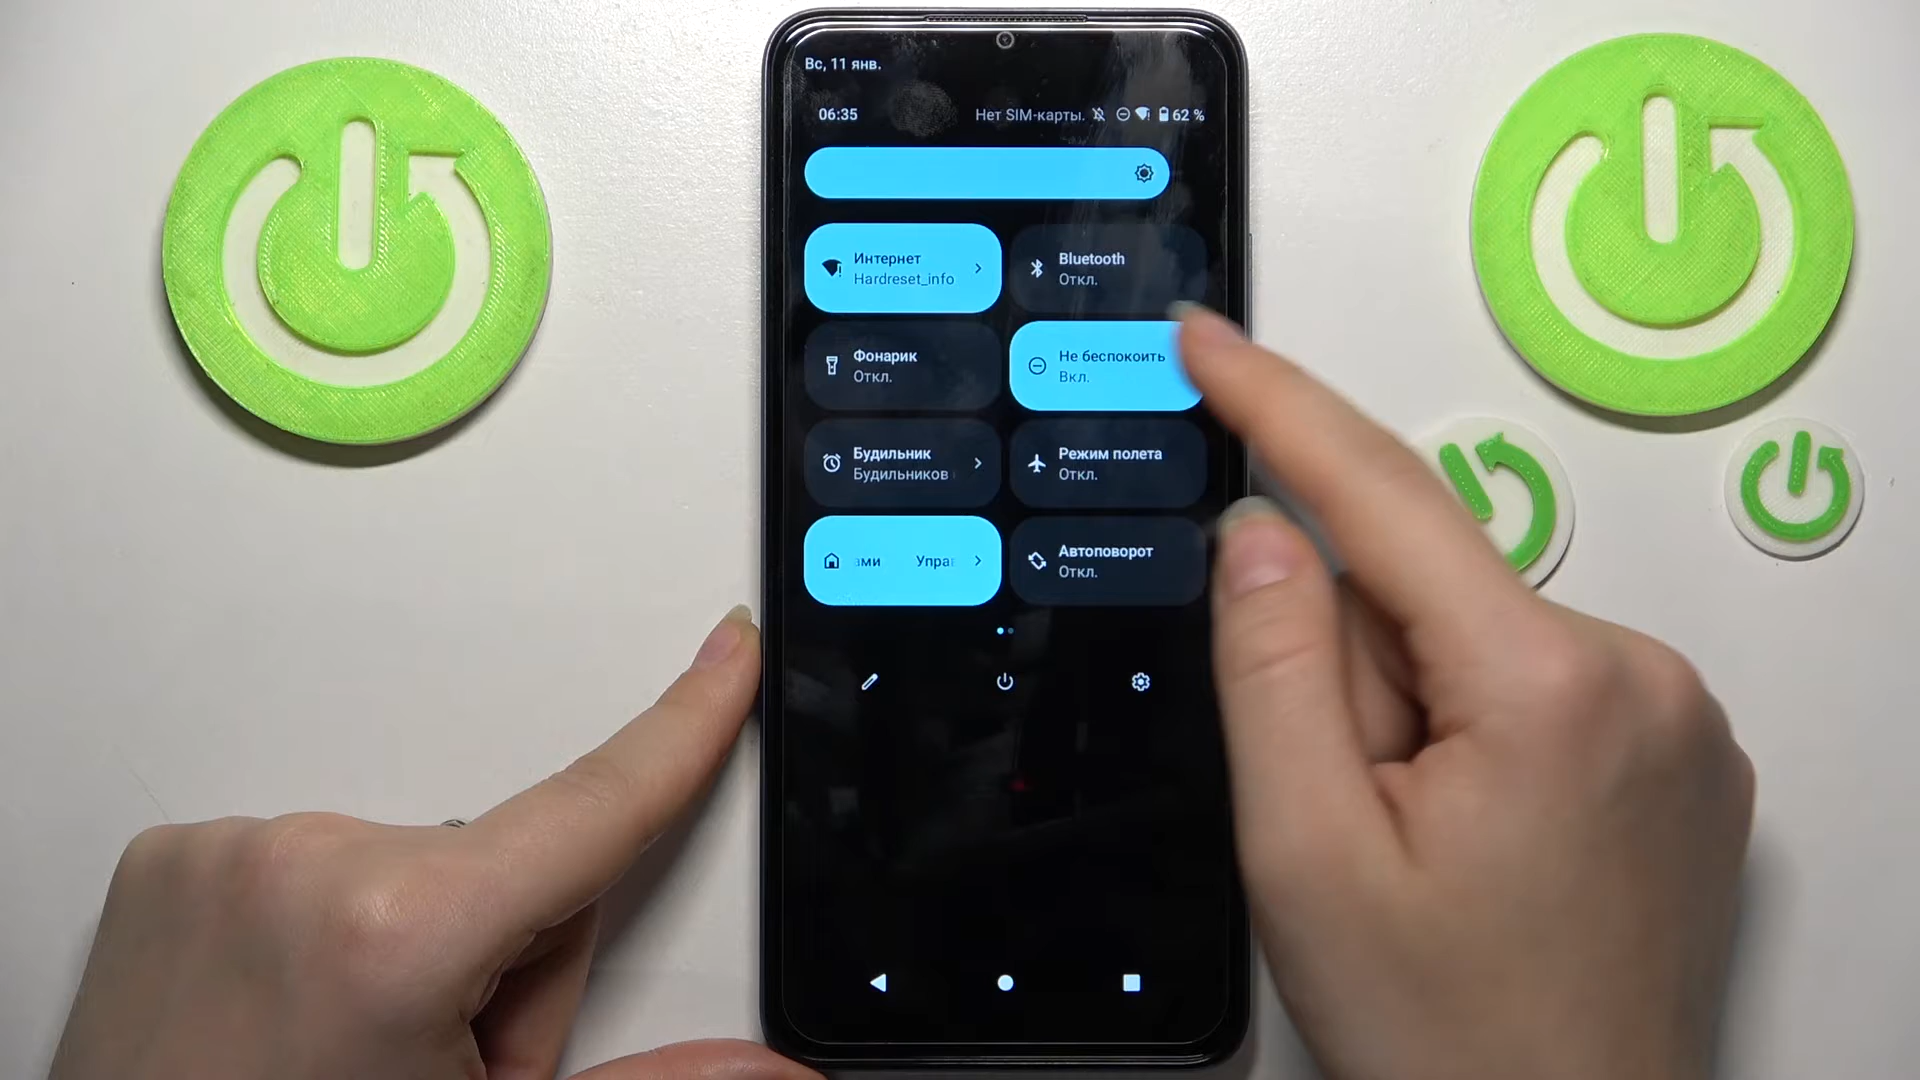 Вс, 11 янв.
06:35
Нет SIM-карты.
62 %
Интернет
Hardreset_info
Bluetooth
Откл.
Фонарик
Откл.
Не беспокоить
Вкл.
Будильник
Будильников
Режим полета
Откл.
ами Упра
Автоповорот
Откл.